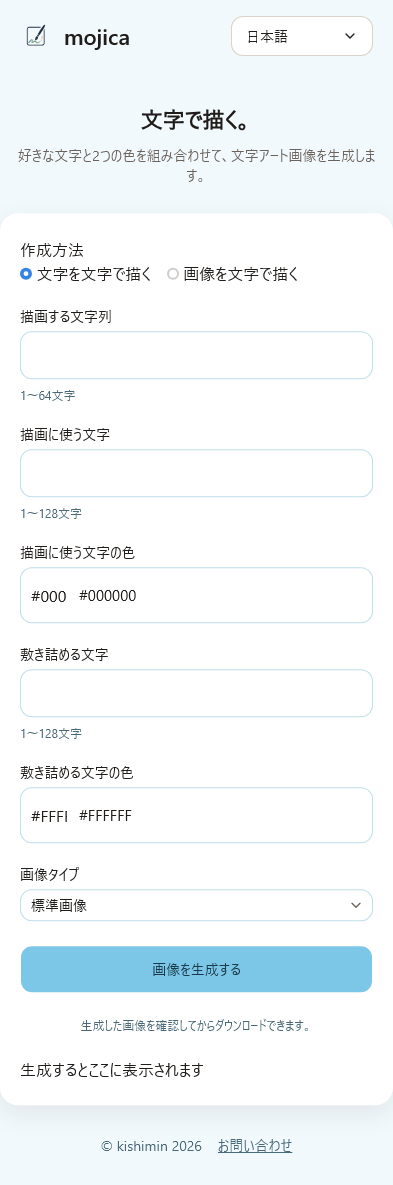 mojica
日本語
文字で描く。
好きな文字と2つの色を組み合わせて、文字アート画像を生成しま
す。
作成方法
文字を文字で描く 画像を文字で描く
描画する文字列
1〜64文字
描画に使う文字
1〜128文字
描画に使う文字の色
#000 #000000
敷き詰める文字
1〜128文字
敷き詰める文字の色
#FFFI #FFFFFF
画像タイプ
標準画像
画像を生成する
生成した画像を確認してからダウンロードできます。
生成するとここに表示されます
© kishimin 2026 お問い合わせ